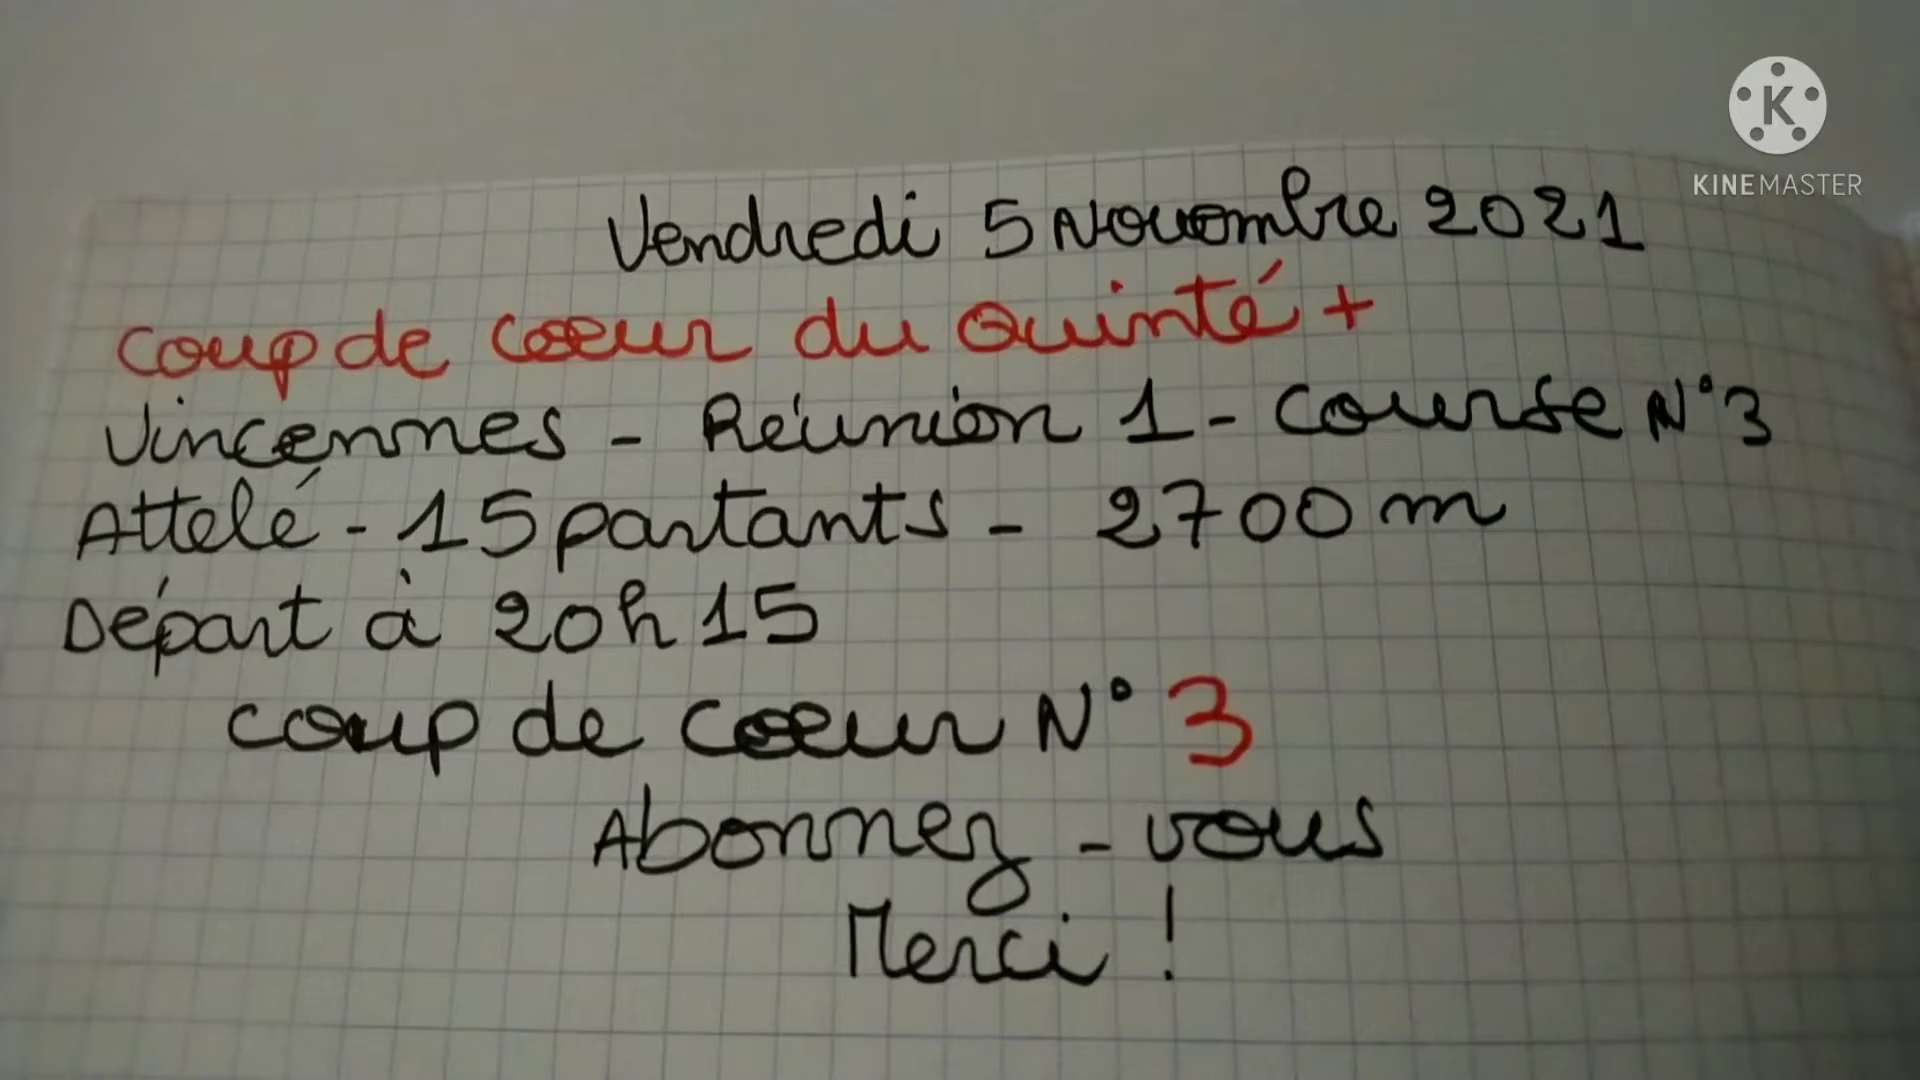 KINEMASTER
Vendredi 5 Novembre 2021
Coup de coeur du Quinté +
Vincennes - Réunion 1 - Course N° 3
Attelé - 15 partants - 2700 m
Départ à 20h15
Coup de coeur N° 3
Abonnez-vous
Merci !